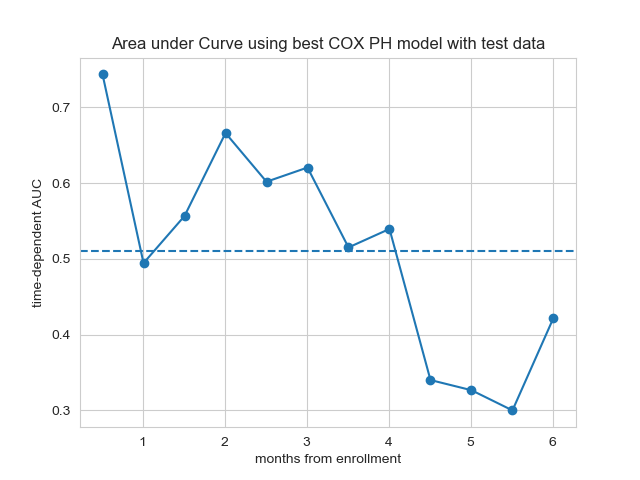 Area under Curve using best COX PH model with test data
time-dependent AUC
0.7
0.6
0.5
0.4
0.3
1 2 3 4 5 6
months from enrollment